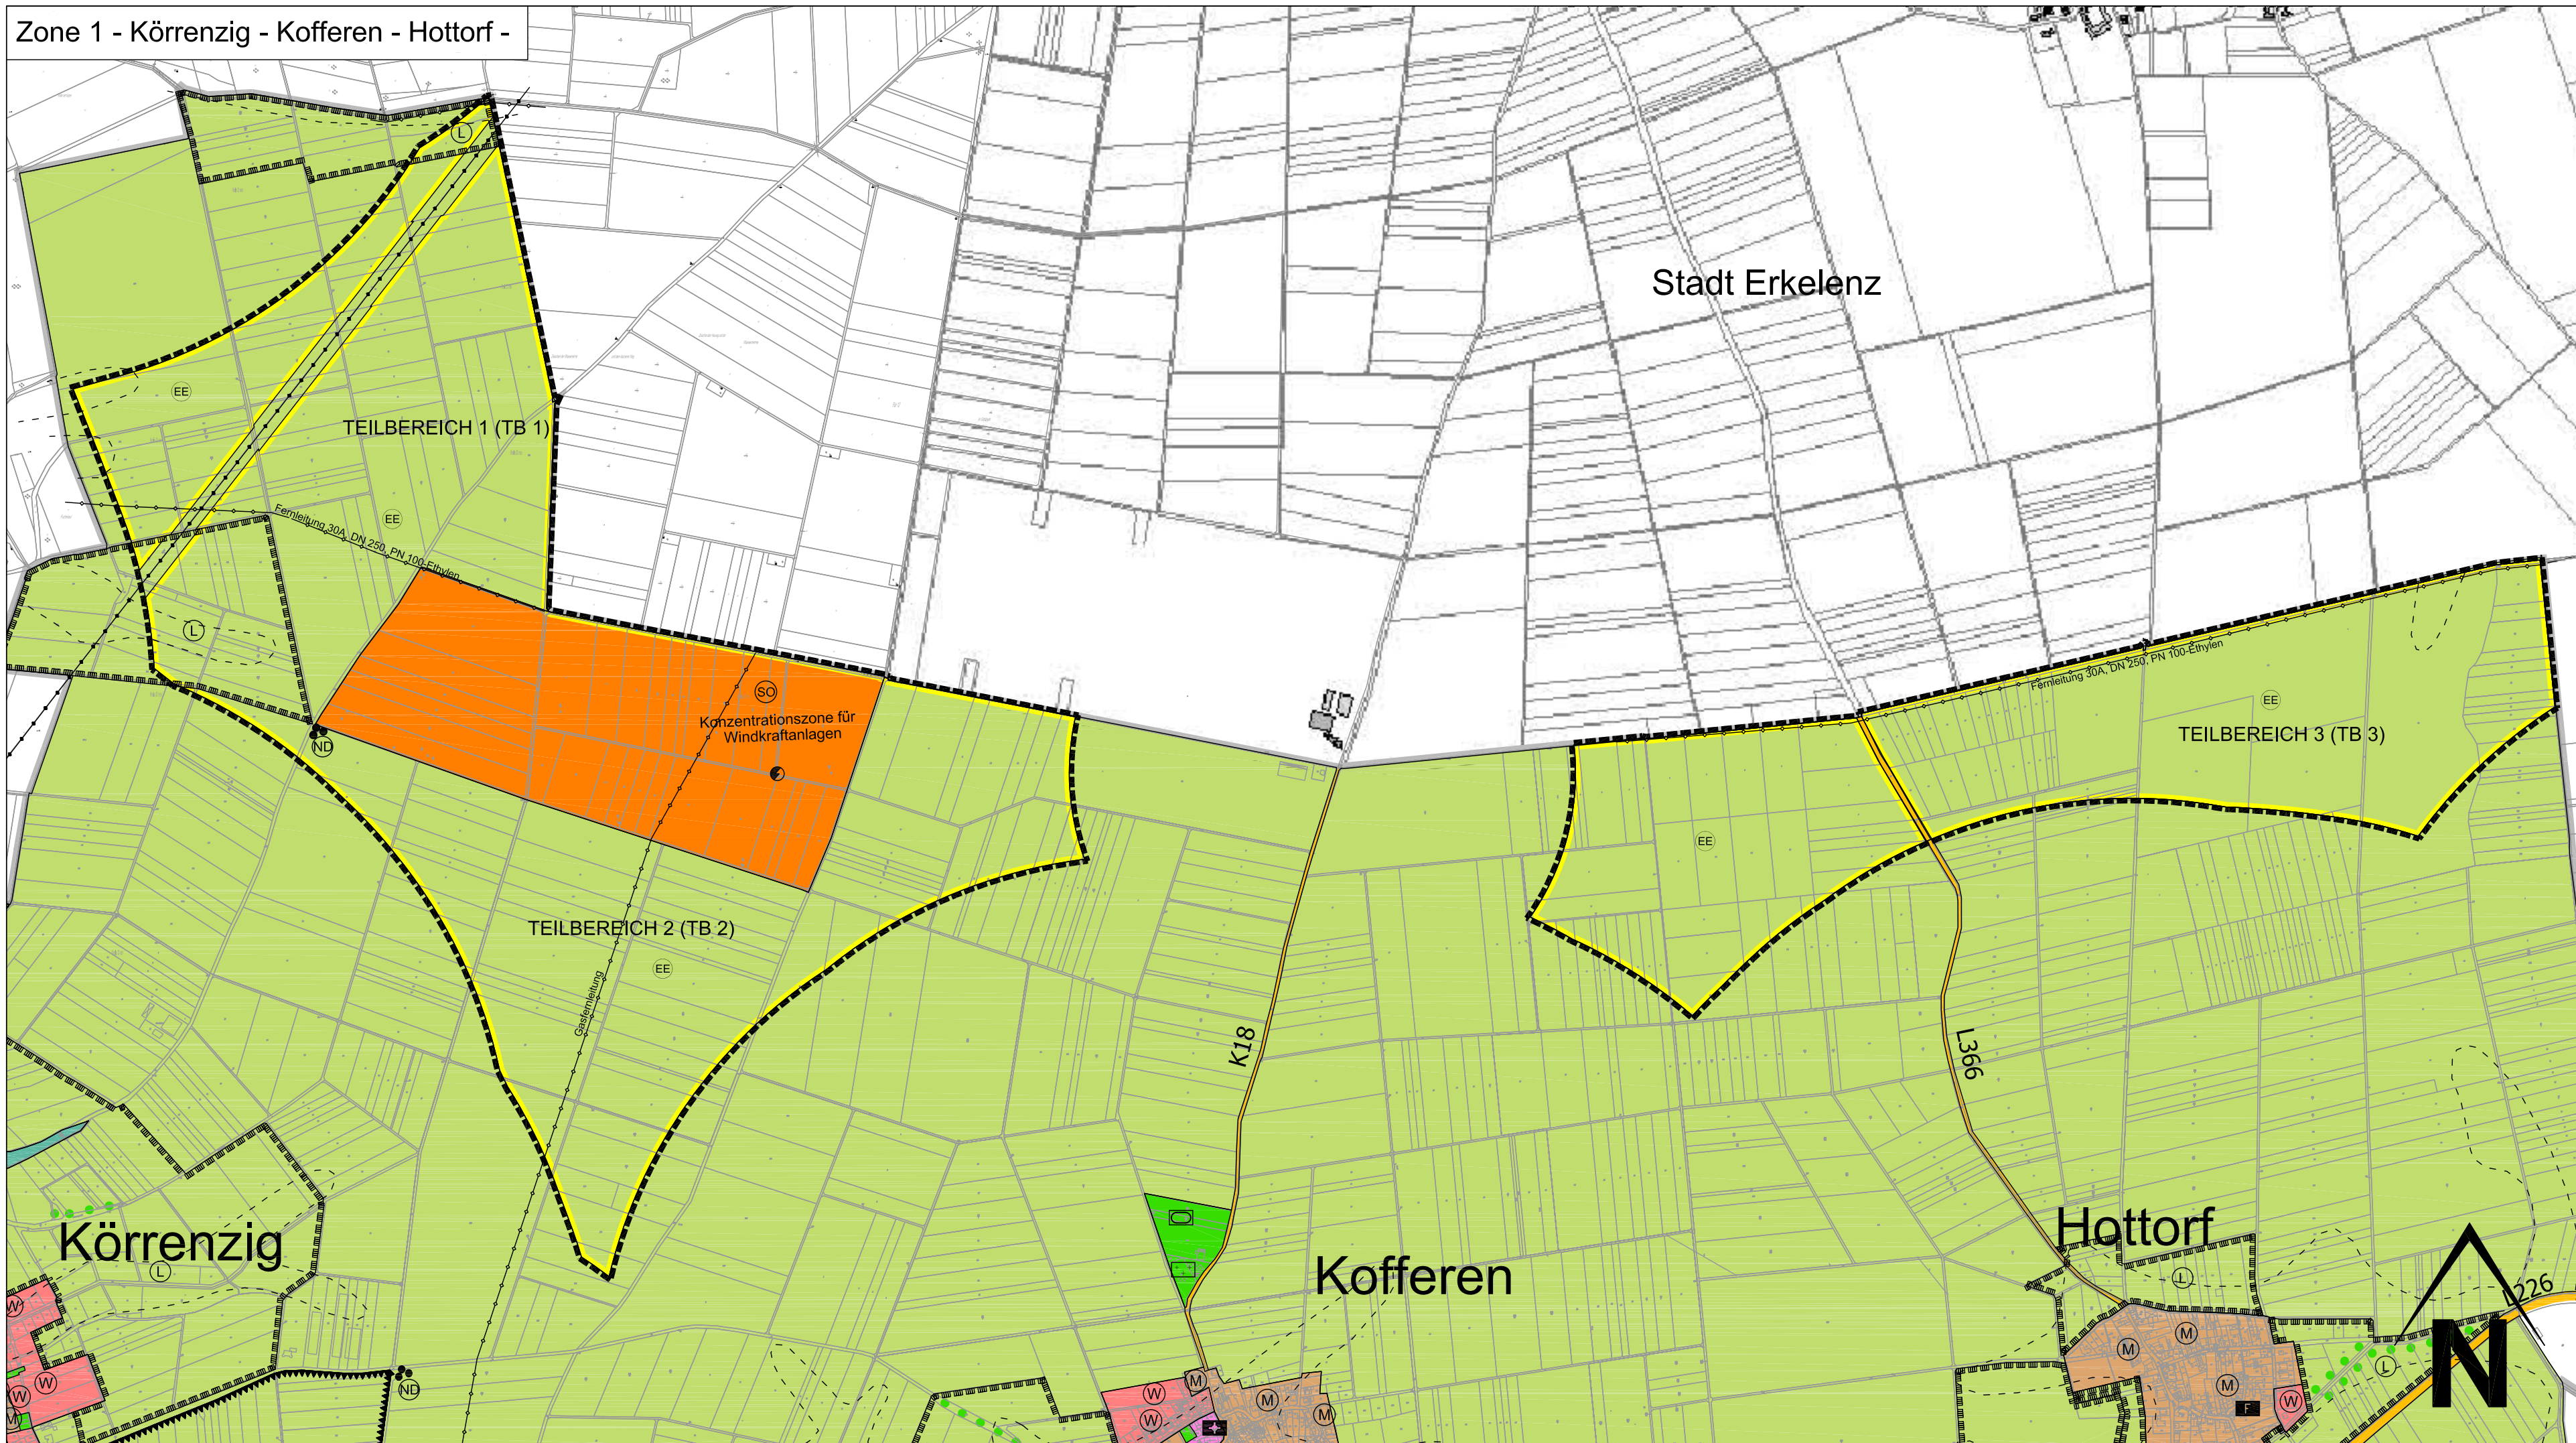 Zone 1 - Körrenzig - Kofferen - Hottorf -
L
Stadt Erkelenz
EE
TEILBEREICH 1 (TB 1)
EE
Fernleitung 30A, DN 250, PN 100-Ethylen
L
SO
Konzentrationszone für
Windkraftanlagen
ND
Fernleitung 30A, DN 250, PN 100-Ethylen
EE
TEILBEREICH 3 (TB 3)
EE
TEILBEREICH 2 (TB 2)
EE
Gasfernleitung
K18
L366
Körrenzig
L
Kofferen
Hottorf
L
L226
N
W
W
W
M
ND
W
W
M
M
M
M
M
M
F
W
L